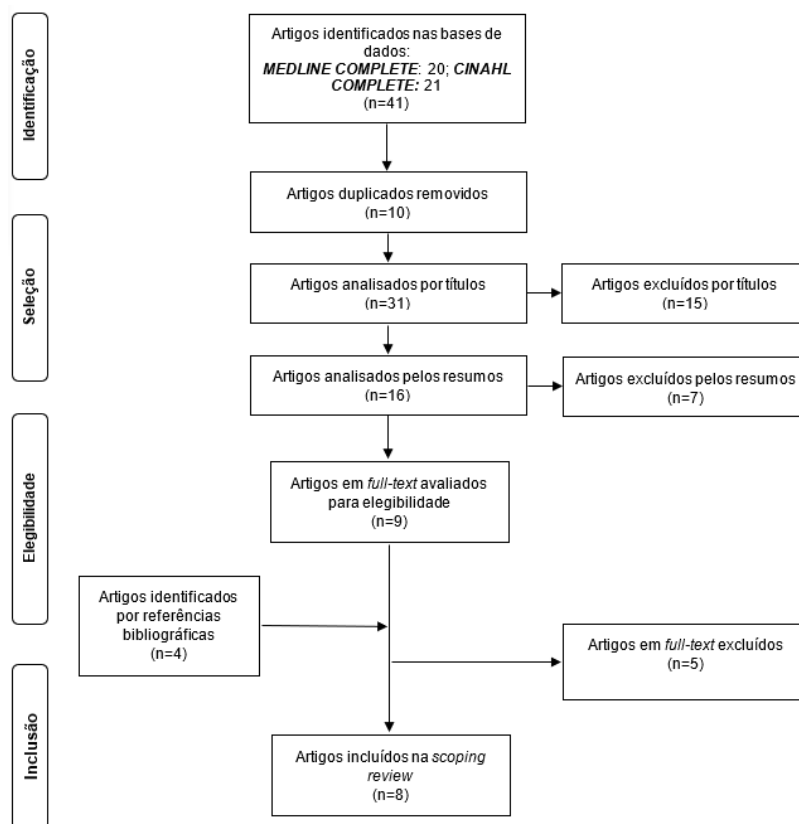 Identificação
Artigos identificados nas bases de
dados:
MEDLINE COMPLETE: 20; CINAHL
COMPLETE: 21
(n=41)
Artigos duplicados removidos
(n=10)
Seleção
Artigos analisados por títulos
(n=31)
Artigos excluídos por títulos
(n=15)
Artigos analisados pelos resumos
(n=16)
Artigos excluídos pelos resumos
(n=7)
Elegibilidade
Artigos em full-text avaliados
para elegibilidade
(n=9)
Artigos identificados
por referências
bibliográficas
(n=4)
Artigos em full-text excluídos
(n=5)
Inclusão
Artigos incluídos na scoping
review
(n=8)